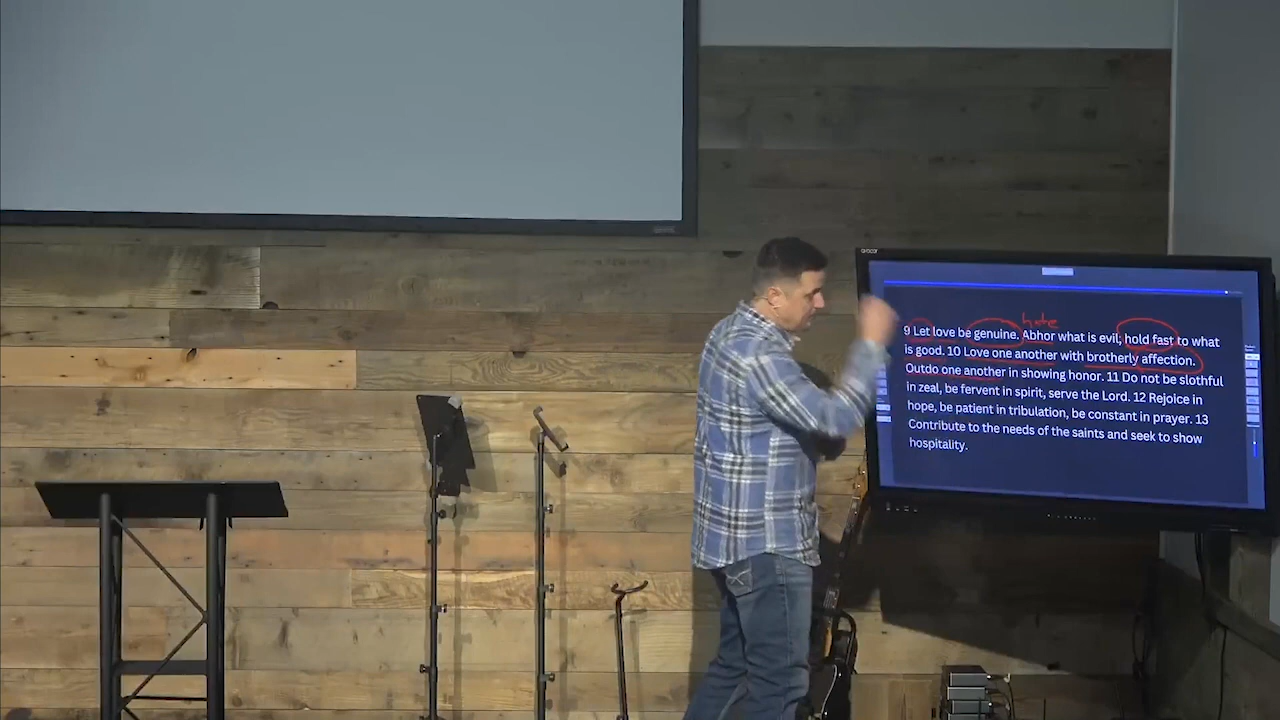 hate
9 Let love be genuine. Abhor what is evil, hold fast to what
is good. 10 Love one another with brotherly affection.
Outdo one another in showing honor. 11 Do not be slothful
in zeal, be fervent in spirit, serve the Lord. 12 Rejoice in
hope, be patient in tribulation, be constant in prayer. 13
Contribute to the needs of the saints and seek to show
hospitality.